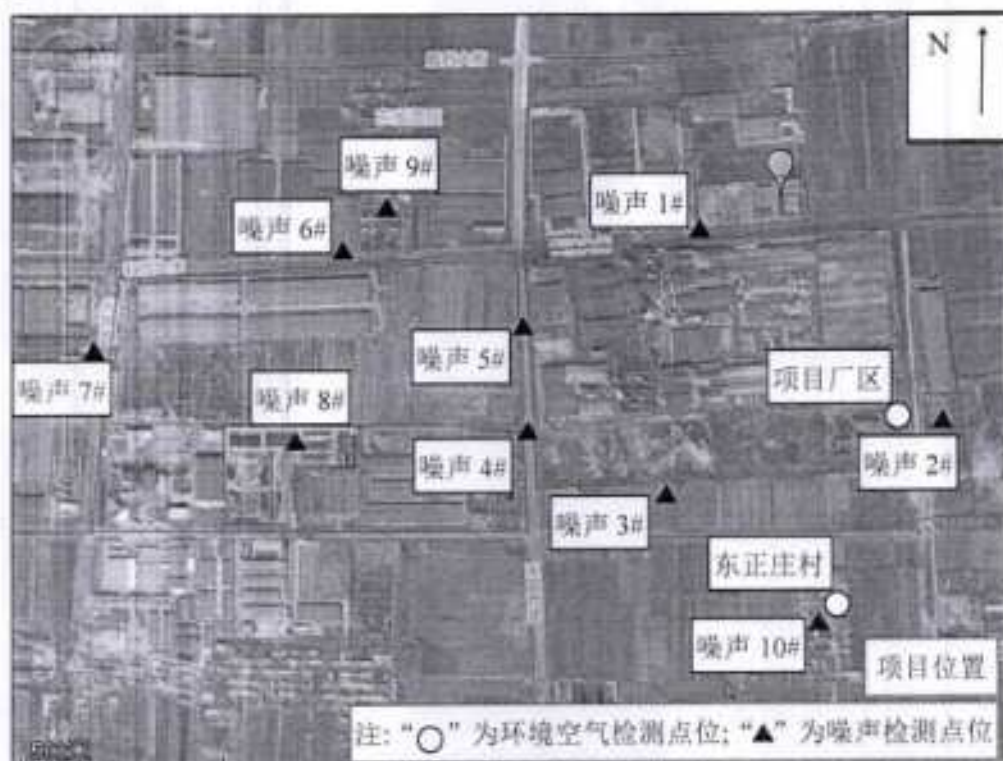 N
噪声 9#
噪声 1#
噪声 6#
噪声 5#
项目厂区
噪声 7#
噪声 8#
噪声 4#
噪声 2#
噪声 3#
东正庄村
噪声 10#
项目位置
注: “○” 为环境空气检测点位; “▲” 为噪声检测点位